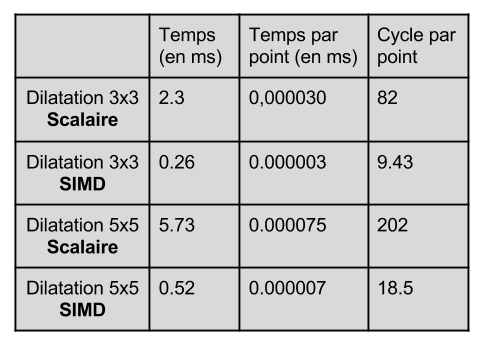 Temps
(en ms)
Temps par
point (en ms)
Cycle par
point
Dilatation 3x3
Scalaire
2.3
0,000030
82
Dilatation 3x3
SIMD
0.26
0.000003
9.43
Dilatation 5x5
Scalaire
5.73
0.000075
202
Dilatation 5x5
SIMD
0.52
0.000007
18.5